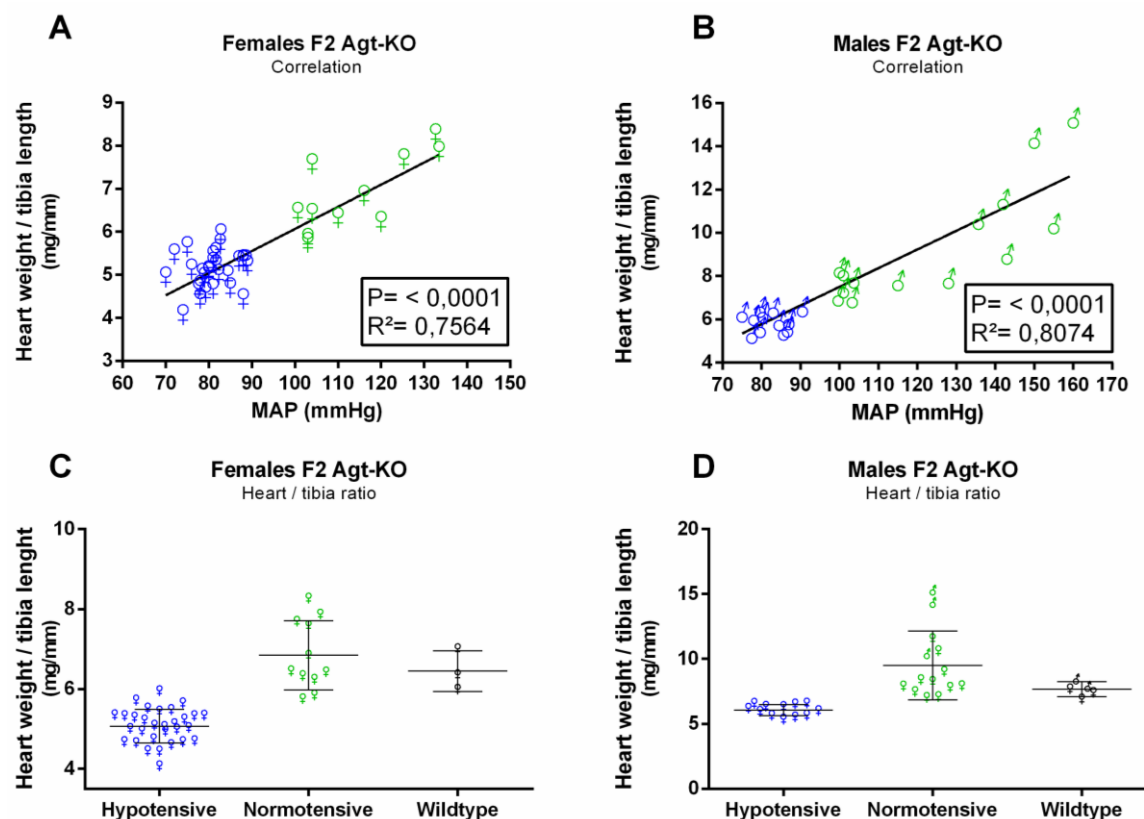 A
Females F2 Agt-KO
Correlation
Heart weight / tibia length
(mg/mm)
9
8
7
6
5
4
3
P= < 0,0001
R²= 0,7564
60 70 80 90 100 110 120 130 140 150
MAP (mmHg)
B
Males F2 Agt-KO
Correlation
Heart weight / tibia length
(mg/mm)
16
14
12
10
8
6
4
P= < 0,0001
R²= 0,8074
70 80 90 100 110 120 130 140 150 160 170
MAP (mmHg)
C
Females F2 Agt-KO
Heart / tibia ratio
Heart weight / tibia lenght
(mg/mm)
10
8
6
4
Hypotensive Normotensive Wildtype
D
Males F2 Agt-KO
Heart / tibia ratio
Heart weight / tibia length
(mg/mm)
20
15
10
5
0
Hypotensive Normotensive Wildtype